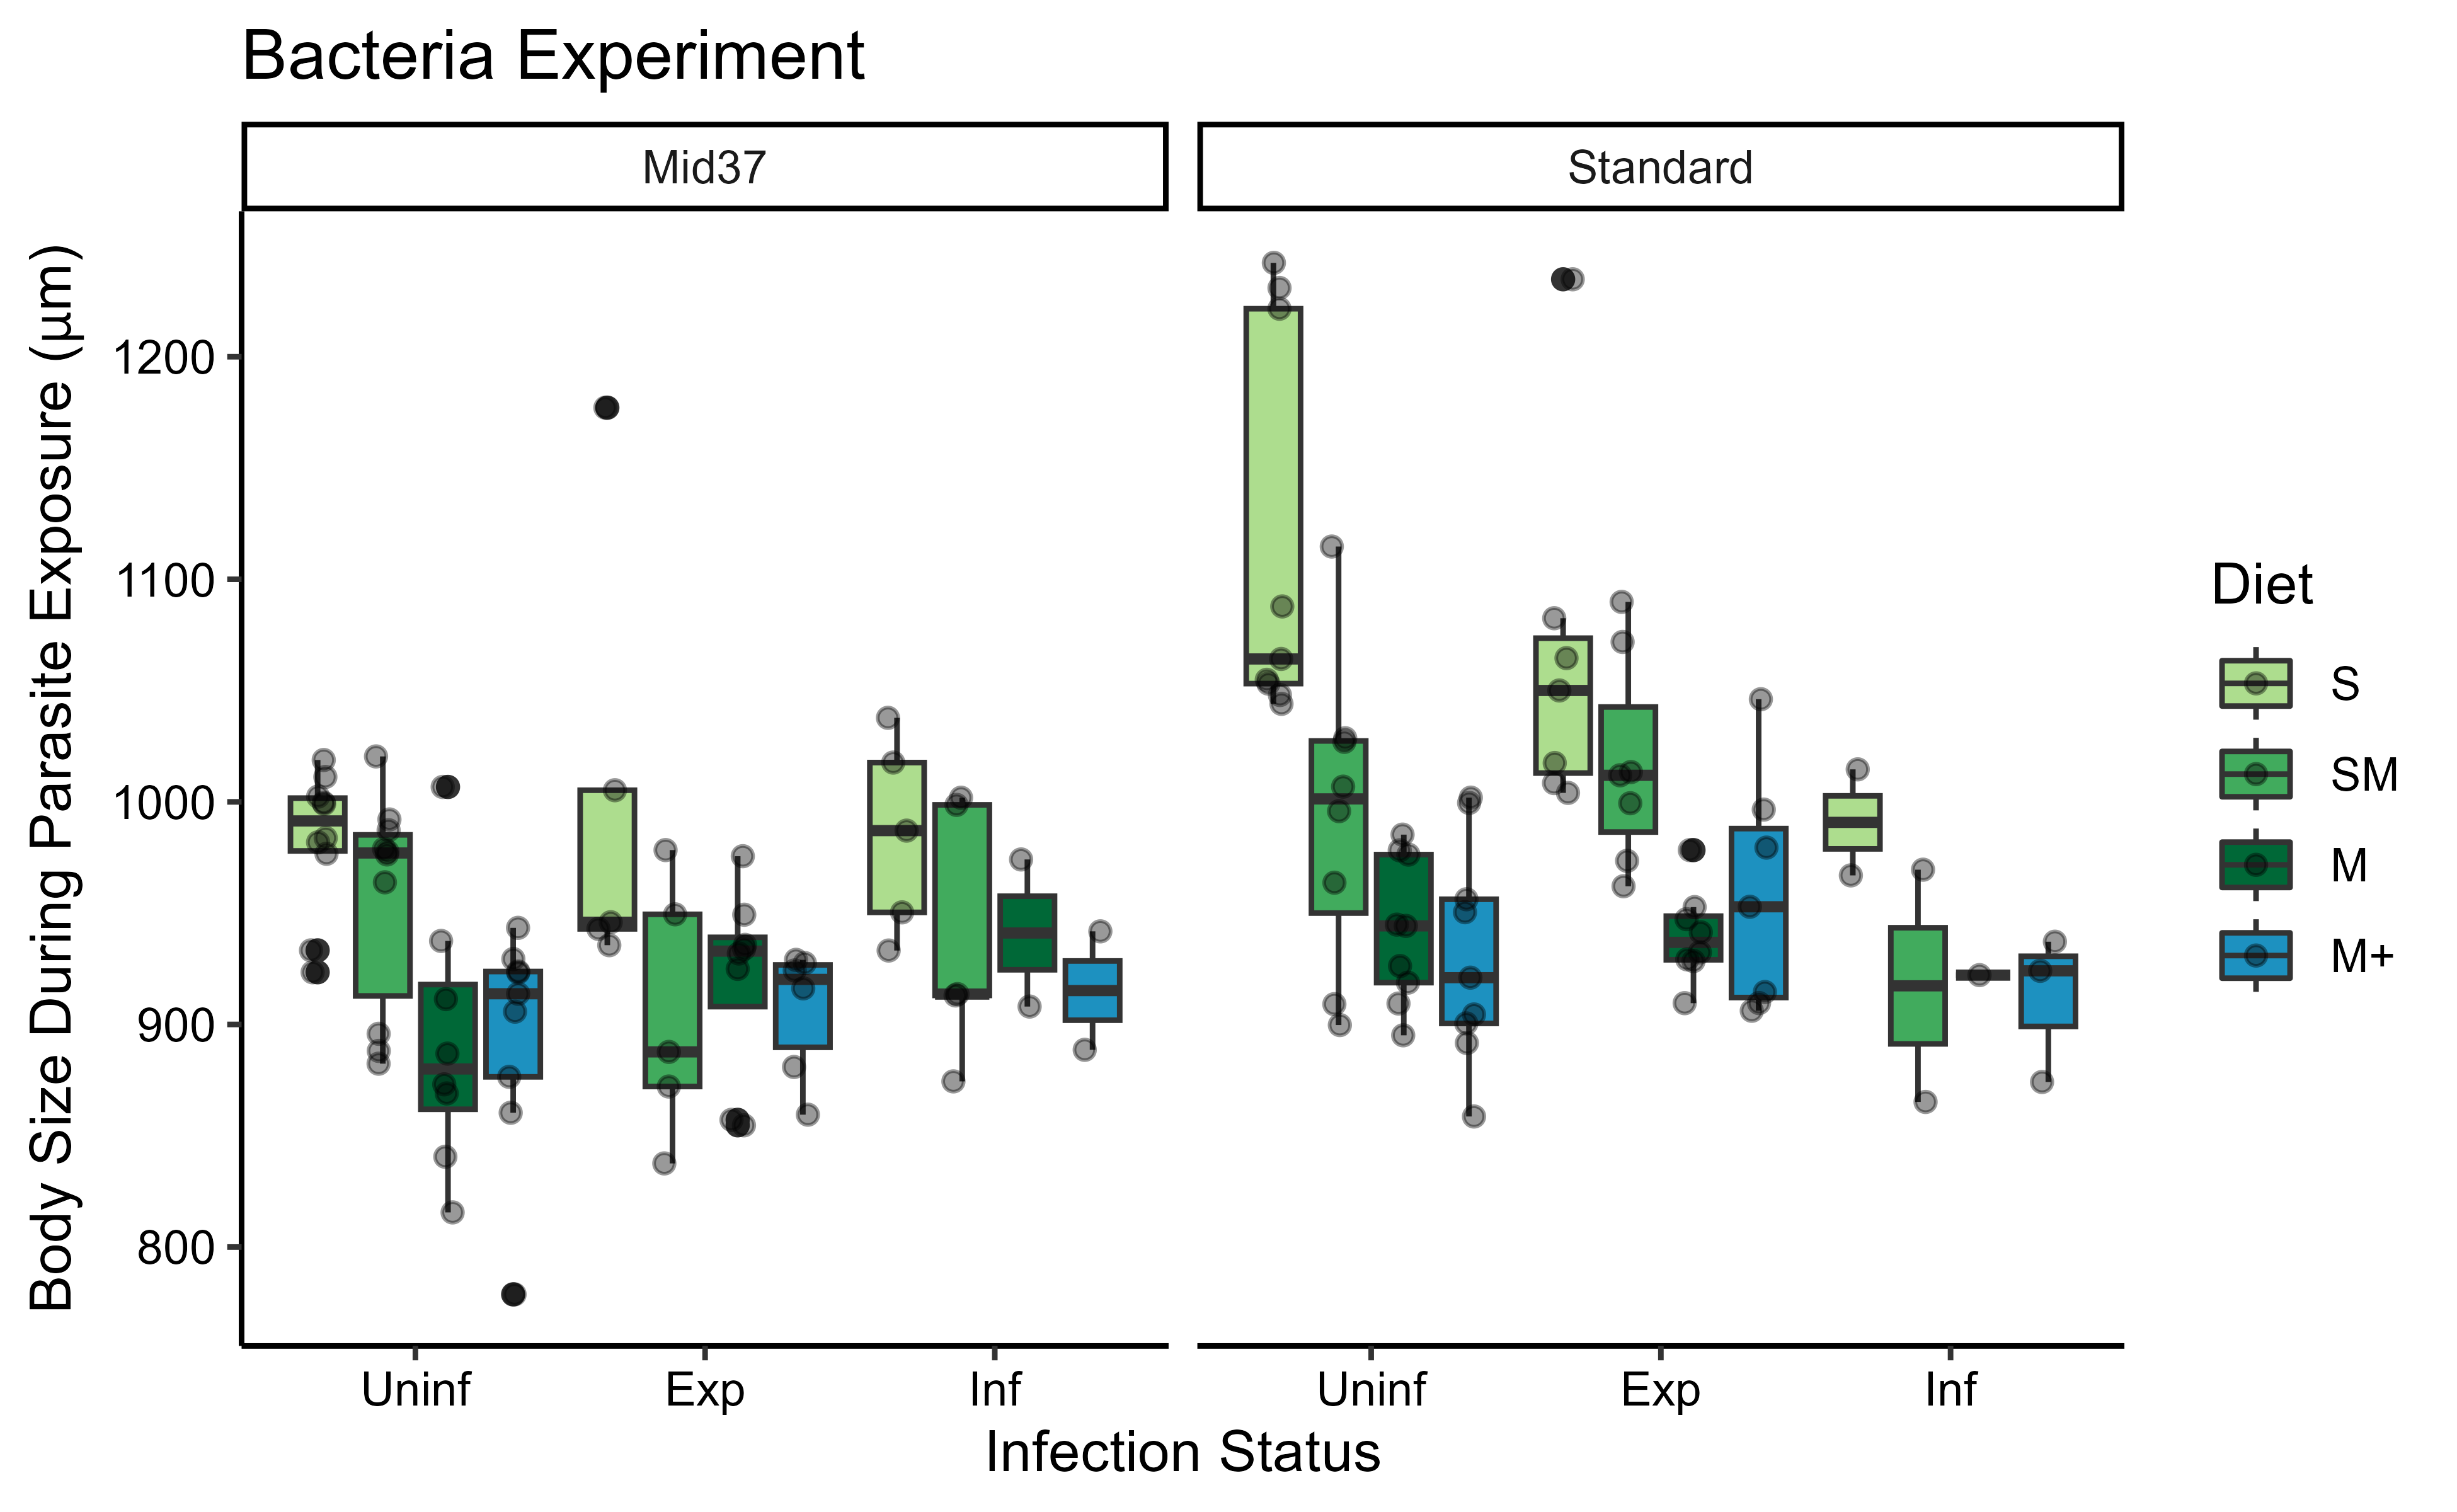 Bacteria Experiment
Mid37
Standard
Body Size During Parasite Exposure (µm)
1200
1100
1000
900
800
Uninf
Exp
Inf
Uninf
Exp
Inf
Infection Status
Diet
S
SM
M
M+